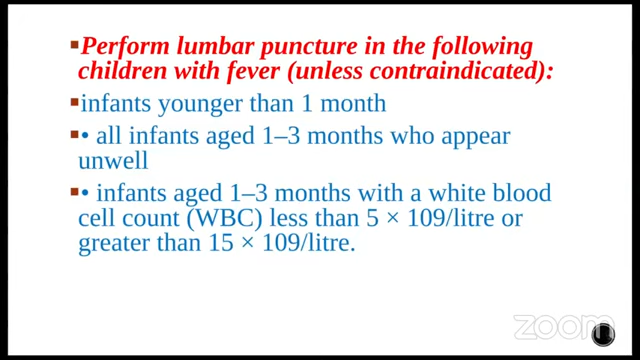 ▪Perform lumbar puncture in the following
children with fever (unless contraindicated):
▪infants younger than 1 month
▪• all infants aged 1–3 months who appear
unwell
▪• infants aged 1–3 months with a white blood
cell count (WBC) less than 5 × 109/litre or
greater than 15 × 109/litre.
zoom